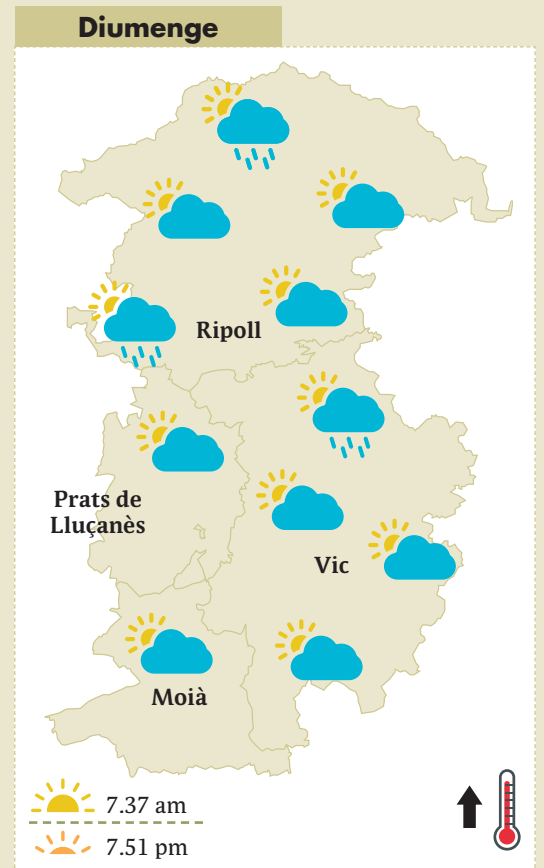 Diumenge
Ripoll
Prats de
Lluçanès
Vic
Moià
7.37 am
7.51 pm